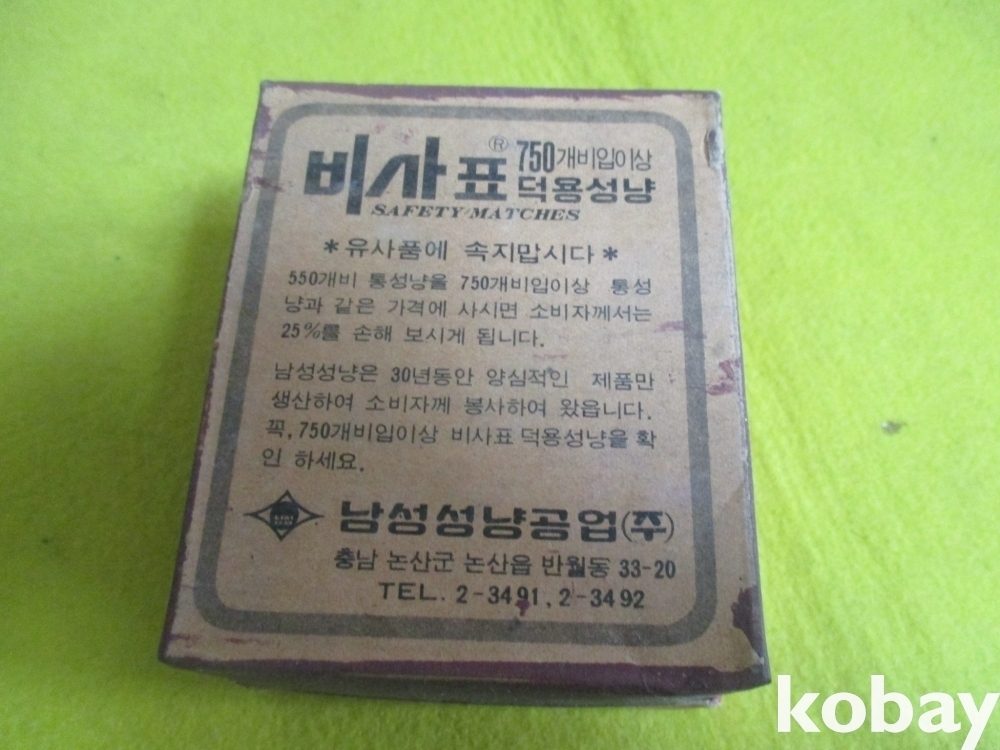 비사표 ® 750개비입이상
덕용성냥
SAFETY MATCHES
*유사품에 속지맙시다*
550개비 통성냥을 750개비입이상 통성
냥과 같은 가격에 사시면 소비자께서는
25%를 손해 보시게 됩니다.
남성성냥은 30년동안 양심적인 제품만
생산하여 소비자께 봉사하여 왔읍니다.
꼭, 750개비입이상 비사표 덕용성냥을 확
인 하세요.
남성성냥공업(주)
충남 논산군 논산읍 반월동 33-20
TEL. 2-3491, 2-3492
kobay